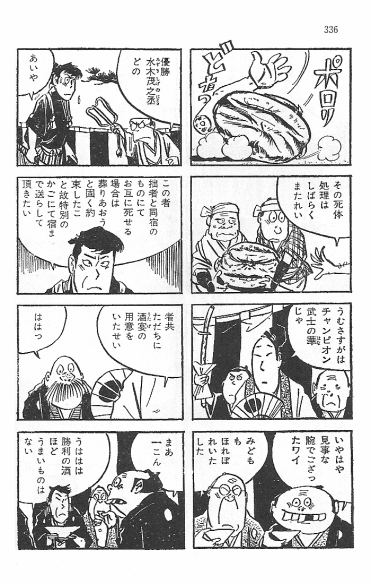 336
ポロロ
どさっ
その死体
処理は
しばらく
またれい
うむさすがは
チャンピオン
武士の華
じゃ
いやはや
見事な
腕でござっ
たワイ
みども
も
ほれぼ
れいた
した
優勝
水木茂之丞
どの
あいや
この者
拙者と同宿の
ものにて
お互に死せる
場合は
葬りあおう
と固く約
束したこ
と故特別の
かごにて宿ま
で送らして
頂きたい
者共
ただちに
酒宴の
用意を
いたせい
ははっ
まあ
一こん
うははは
勝利の酒
ほど
うまいものは
ない